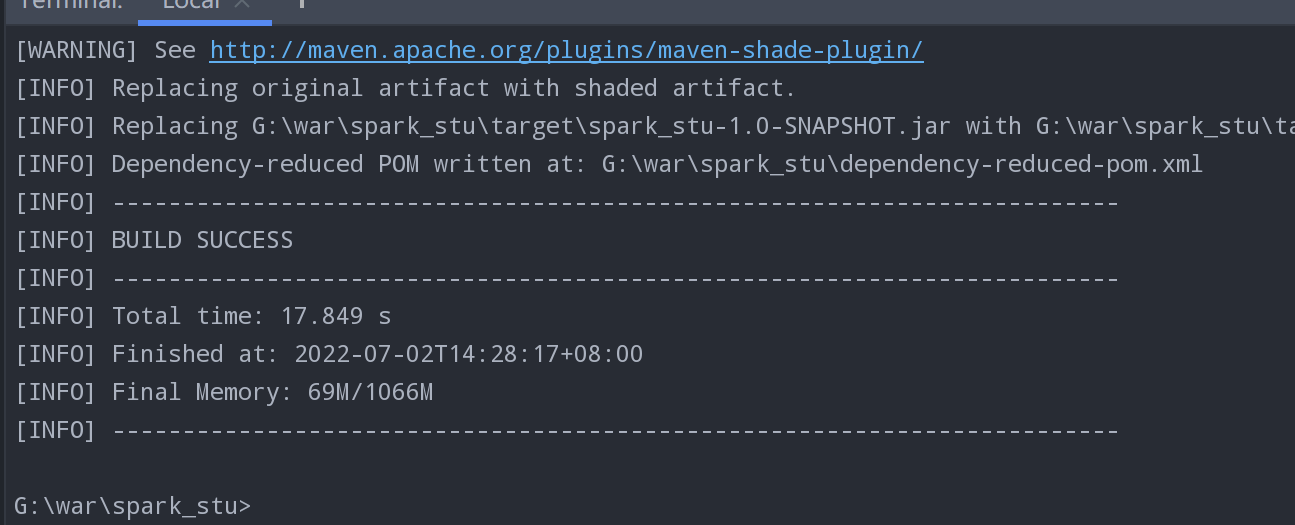 Terminal: Local
[WARNING] See http://maven.apache.org/plugins/maven-shade-plugin/
[INFO] Replacing original artifact with shaded artifact.
[INFO] Replacing G:\war\spark_stu\target\spark_stu-1.0-SNAPSHOT.jar with G:\war\spark_stu\ta
[INFO] Dependency-reduced POM written at: G:\war\spark_stu\dependency-reduced-pom.xml
[INFO] ------------------------------------------------------------------------
[INFO] BUILD SUCCESS
[INFO] ------------------------------------------------------------------------
[INFO] Total time: 17.849 s
[INFO] Finished at: 2022-07-02T14:28:17+08:00
[INFO] Final Memory: 69M/1066M
[INFO] ------------------------------------------------------------------------
G:\war\spark_stu>